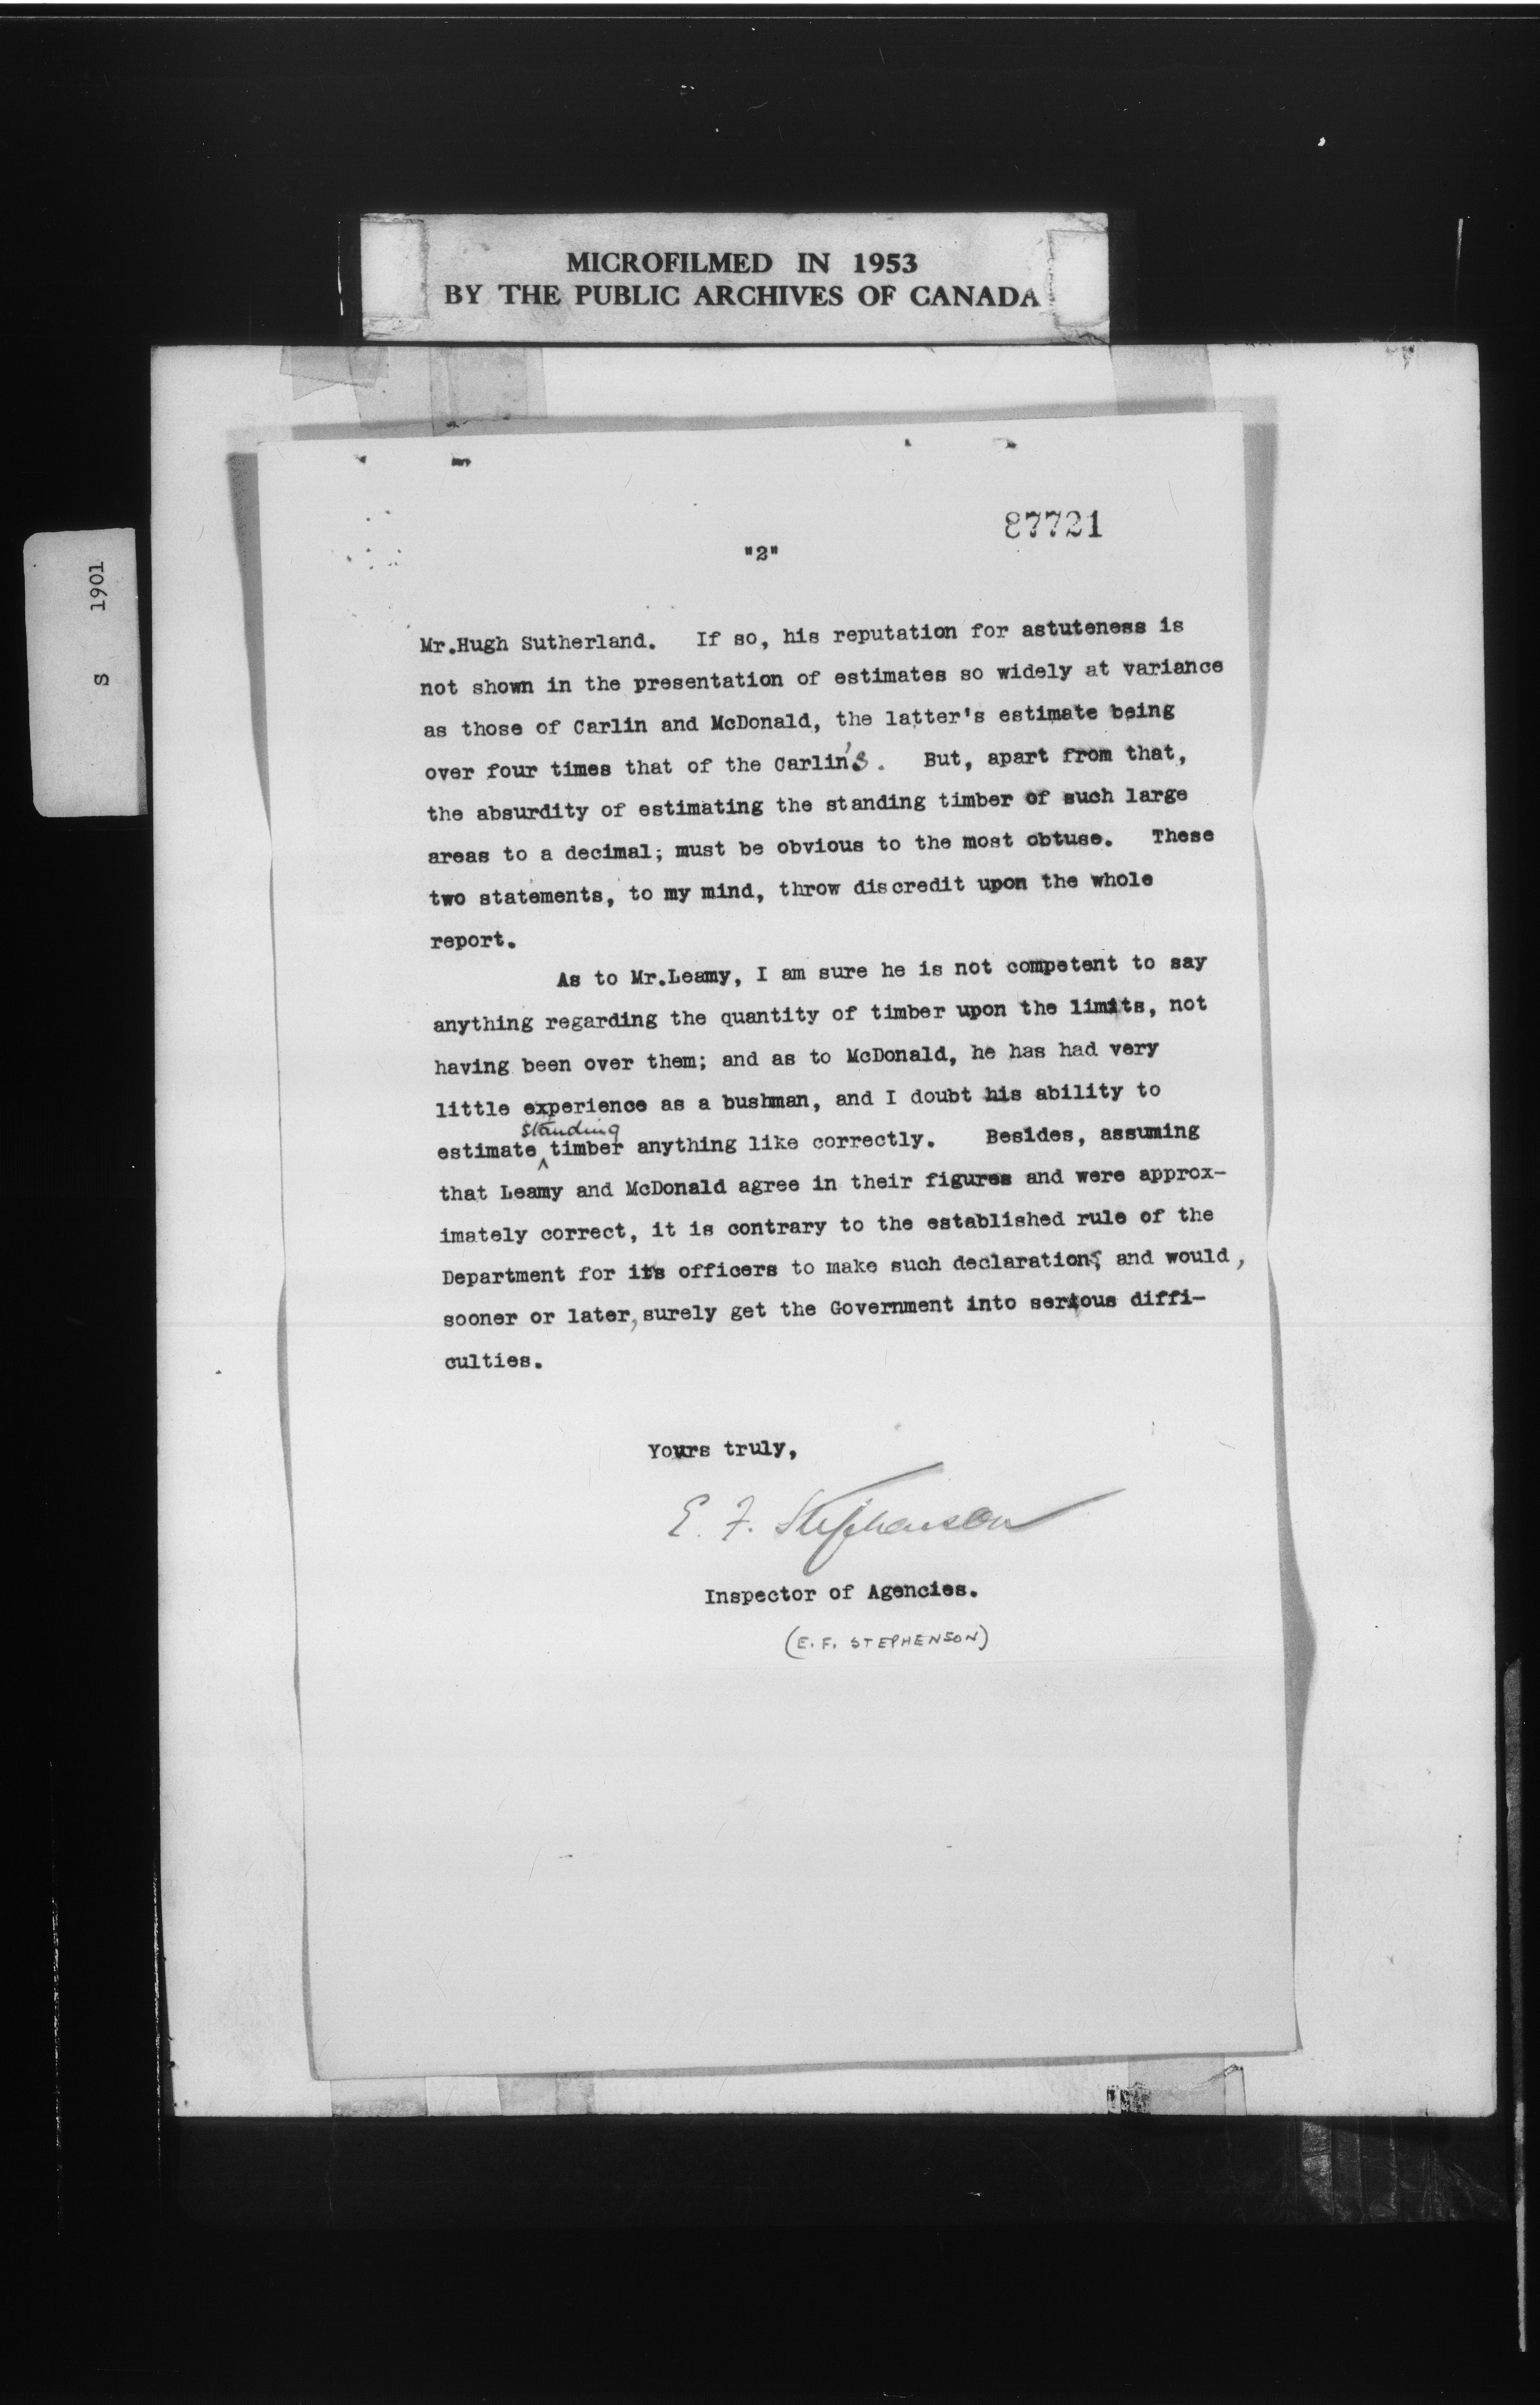 MICROFILMED IN 1953
BY THE PUBLIC ARCHIVES OF CANADA
S 1901
87721
"2"
Mr.Hugh Sutherland. If so, his reputation for astuteness is
not shown in the presentation of estimates so widely at variance
as those of Carlin and McDonald, the latter's estimate being
over four times that of the Carlin's. But, apart from that,
the absurdity of estimating the standing timber of such large
areas to a decimal; must be obvious to the most obtuse. These
two statements, to my mind, throw discredit upon the whole
report.
As to Mr.Leamy, I am sure he is not competent to say
anything regarding the quantity of timber upon the limits, not
having been over them; and as to McDonald, he has had very
little experience as a bushman, and I doubt his ability to
estimate standing timber anything like correctly. Besides, assuming
that Leamy and McDonald agree in their figures and were approx-
imately correct, it is contrary to the established rule of the
Department for its officers to make such declarations, and would,
sooner or later, surely get the Government into serious diffi-
culties.
Yours truly,
E. F. Stephenson
Inspector of Agencies.
(E. F. STEPHENSON)